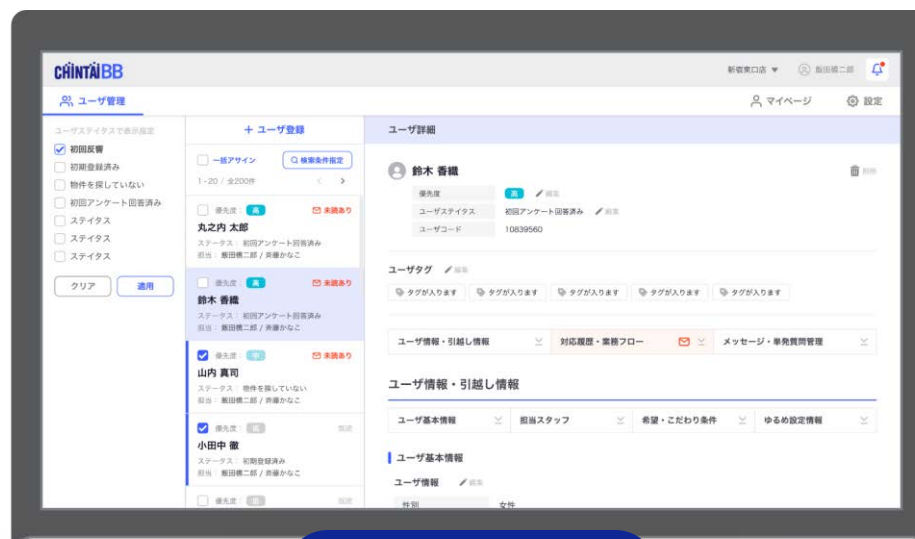 CHINTAI BB
新宿東口店 ▼
飯田橋二郎
ユーザ管理
マイページ
設定
ユーザステイタスで表示指定
初回反響
初期登録済み
物件を探していない
初回アンケート回答済み
ステイタス
ステイタス
ステイタス
クリア
適用
+ ユーザ登録
一括アサイン
検索条件指定
1-20 / 全200件
優先度: 高 未読あり
丸之内 太郎
ステータス: 初回アンケート回答済み
担当: 飯田橋二郎 / 斉藤かなこ
優先度: 高 未読あり
鈴木 香織
ステータス: 初回アンケート回答済み
担当: 飯田橋二郎 / 斉藤かなこ
優先度: 中 未読あり
山内 真司
ステータス: 物件を探していない
担当: 飯田橋二郎 / 斉藤かなこ
優先度: 低
小田中 徹
ステータス: 初期登録済み
担当: 飯田橋二郎 / 斉藤かなこ
優先度:
ユーザ詳細
鈴木 香織
削除
優先度 高 編集
ユーザステイタス 初回アンケート回答済み 編集
ユーザコード 10839560
ユーザタグ 編集
タグが入ります タグが入ります タグが入ります タグが入ります タグが入ります
ユーザ情報・引越し情報 対応履歴・業務フロー メッセージ・単発質問管理
ユーザ情報・引越し情報
ユーザ基本情報 担当スタッフ 希望・こだわり条件 ゆるめ設定情報
ユーザ基本情報
ユーザ情報 編集
性別 女性